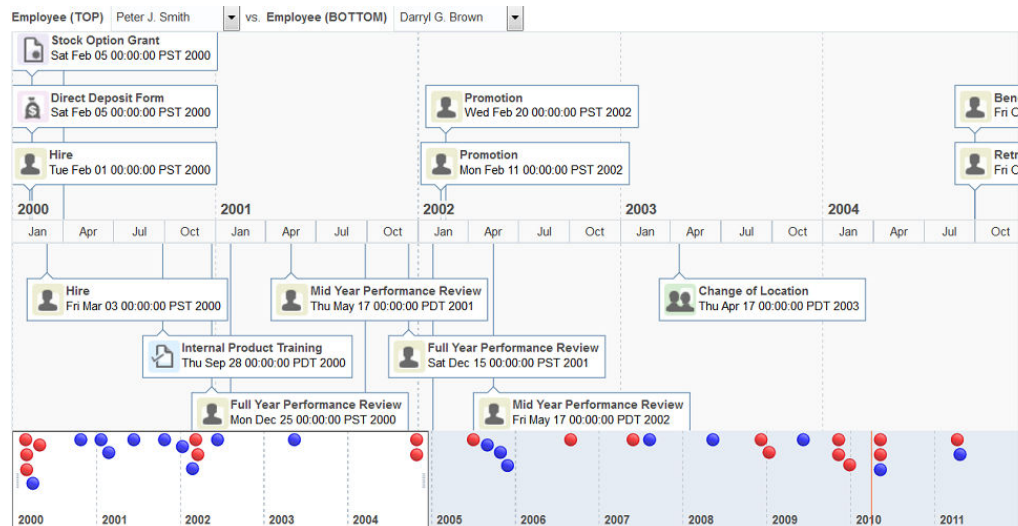 Employee (TOP) Peter J. Smith vs. Employee (BOTTOM) Darryl G. Brown
Stock Option Grant
Sat Feb 05 00:00:00 PST 2000
Direct Deposit Form
Sat Feb 05 00:00:00 PST 2000
Promotion
Wed Feb 20 00:00:00 PST 2002
Ben
Fri O
Hire
Tue Feb 01 00:00:00 PST 2000
Promotion
Mon Feb 11 00:00:00 PST 2002
Retr
Fri O
2000 2001 2002 2003 2004
Jan Apr Jul Oct Jan Apr Jul Oct Jan Apr Jul Oct Jan Apr Jul Oct Jan Apr Jul Oct
Hire
Fri Mar 03 00:00:00 PST 2000
Mid Year Performance Review
Thu May 17 00:00:00 PDT 2001
Change of Location
Thu Apr 17 00:00:00 PDT 2003
Internal Product Training
Thu Sep 28 00:00:00 PDT 2000
Full Year Performance Review
Sat Dec 15 00:00:00 PST 2001
Full Year Performance Review
Mon Dec 25 00:00:00 PST 2000
Mid Year Performance Review
Fri May 17 00:00:00 PDT 2002
2000 2001 2002 2003 2004 2005 2006 2007 2008 2009 2010 2011